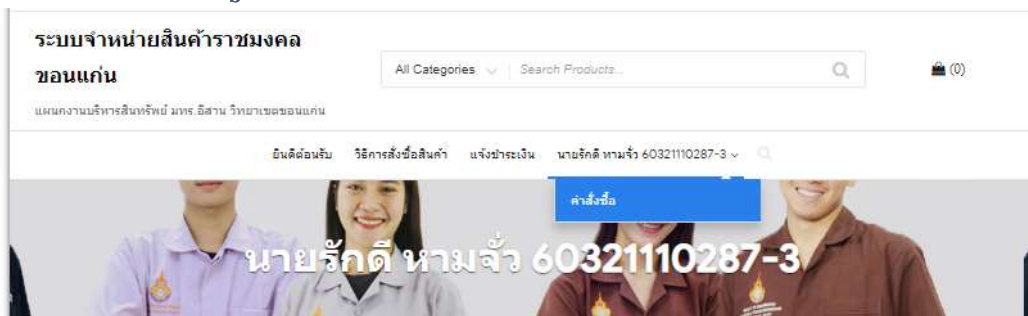 ระบบจำหน่ายสินค้าราชมงคล
ขอนแก่น
แผนกงานบริหารสินทรัพย์ มทร.อีสาน วิทยาเขตขอนแก่น
All Categories Search Products...
(0)
ยินดีต้อนรับ วิธีการสั่งซื้อสินค้า แจ้งชำระเงิน นายรักดี หามจั่ว 60321110287-3
คำสั่งซื้อ
นายรักดี หามจั่ว 60321110287-3